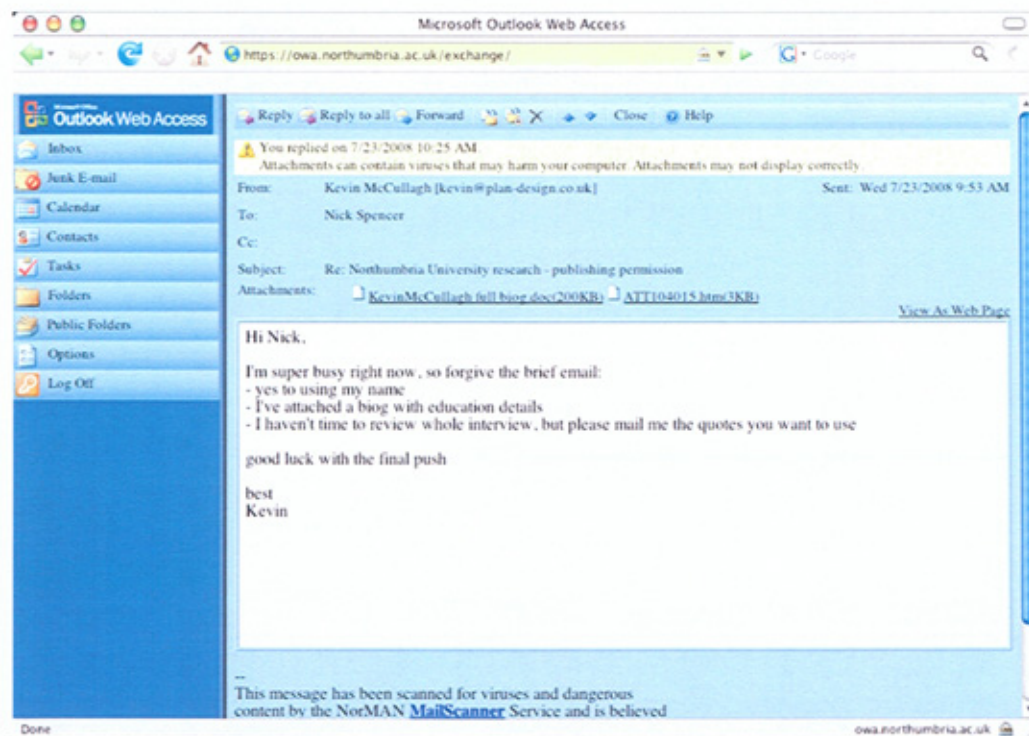 Microsoft Outlook Web Access
https://owa.northumbria.ac.uk/exchange/
Google
Microsoft Office
Outlook Web Access
Reply Reply to all Forward Close Help
Inbox
Junk E-mail
Calendar
Contacts
Tasks
Folders
Public Folders
Options
Log Off
You replied on 7/23/2008 10:25 AM.
Attachments can contain viruses that may harm your computer. Attachments may not display correctly.
From: Kevin McCullagh [kevin@plan-design.co.uk] Sent: Wed 7/23/2008 9:53 AM
To: Nick Spencer
Cc:
Subject: Re: Northumbria University research - publishing permission
Attachments: KevinMcCullagh full biog.doc(200KB) ATT104015.htm(3KB)
View As Web Page
Hi Nick,
I'm super busy right now, so forgive the brief email:
- yes to using my name
- I've attached a biog with education details
- I haven't time to review whole interview, but please mail me the quotes you want to use
good luck with the final push
best
Kevin
--
This message has been scanned for viruses and dangerous
content by the NorMAN MailScanner Service and is believed
Done
owa.northumbria.ac.uk